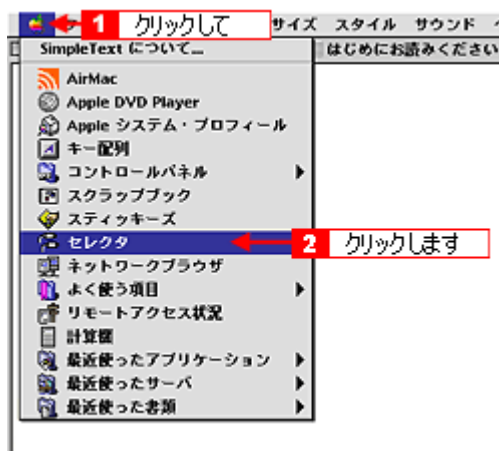 1 クリックして
サイズ スタイル サウンド
SimpleText について...
はじめにお読みください
AirMac
Apple DVD Player
Apple システム・プロフィール
キー配列
コントロールパネル
スクラップブック
スティッキーズ
セレクタ
2 クリックします
ネットワークブラウザ
よく使う項目
リモートアクセス状況
計算機
最近使ったアプリケーション
最近使ったサーバ
最近使った書類